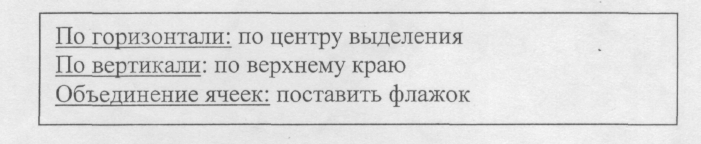 По горизонтали: по центру выделения
По вертикали: по верхнему краю
Объединение ячеек: поставить флажок